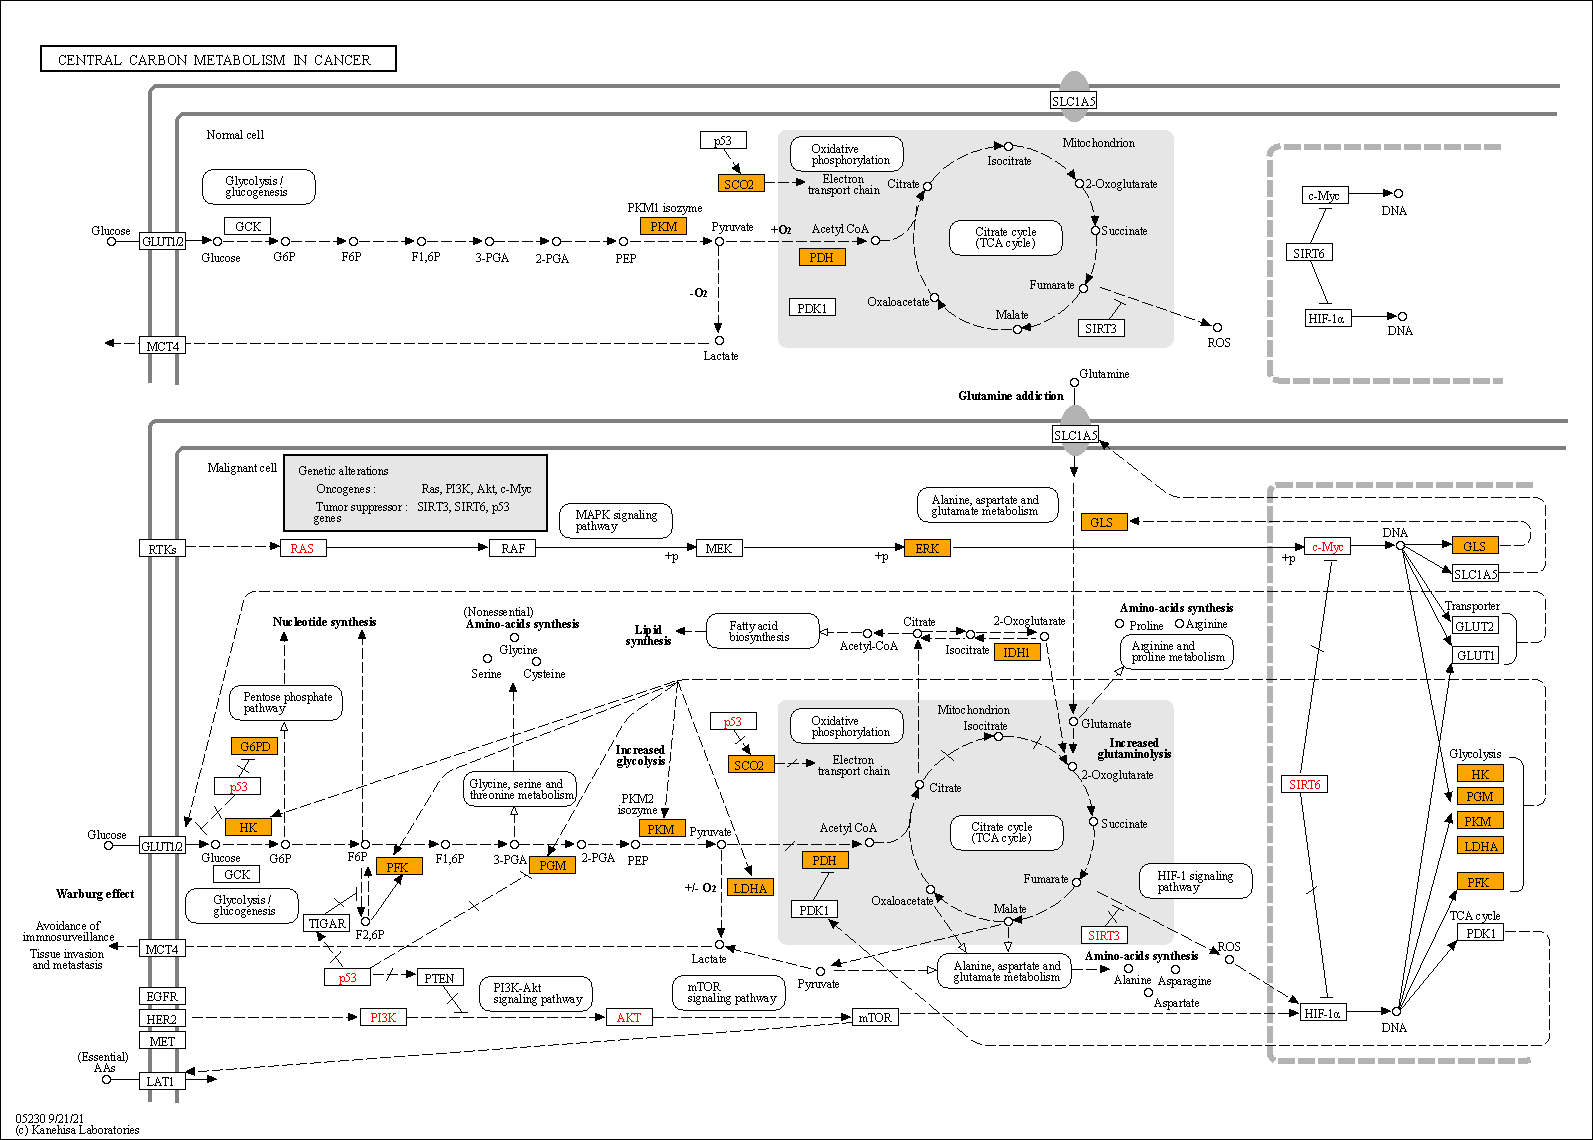 CENTRAL CARBON METABOLISM IN CANCER
SLC1A5
Normal cell
p53
Oxidative
phosphorylation
Mitochondrion
Isocitrate
Glycolysis /
glucogenesis
SCO2
Electron
transport chain
Citrate
2-Oxoglutarate
c-Myc
DNA
PKM1 isozyme
GCK
PKM
Pyruvate
+O2
Acetyl CoA
Citrate cycle
(TCA cycle)
Succinate
Glucose
GLUT1/2
Glucose
G6P
F6P
F1,6P
3-PGA
2-PGA
PEP
PDH
SIRT6
-O2
PDK1
Oxaloacetate
Fumarate
Malate
SIRT3
HIF-1α
DNA
MCT4
Lactate
ROS
Glutamine
Glutamine addiction
SLC1A5
Malignant cell
Genetic alterations
Oncogenes : Ras, PI3K, Akt, c-Myc
Tumor suppressor : SIRT3, SIRT6, p53
genes
MAPK signaling
pathway
Alanine, aspartate and
glutamate metabolism
GLS
DNA
RTKs
RAS
RAF
+p
MEK
+p
ERK
+p
c-Myc
GLS
SLC1A5
Nucleotide synthesis
(Nonessential)
Amino-acids synthesis
Glycine
Serine
Cysteine
Lipid
synthesis
Fatty acid
biosynthesis
Citrate
Acetyl-CoA
Isocitrate
2-Oxoglutarate
IDH1
Amino-acids synthesis
Proline
Arginine
Arginine and
proline metabolism
Transporter
GLUT2
GLUT1
Pentose phosphate
pathway
G6PD
p53
p53
SCO2
Oxidative
phosphorylation
Electron
transport chain
Mitochondrion
Isocitrate
Glutamate
Increased
glutaminolysis
2-Oxoglutarate
Increased
glycolysis
Glycine, serine and
threonine metabolism
PKM2
isozyme
Citrate
Glycolysis
HK
PGM
PKM
LDHA
PFK
SIRT6
HK
PKM
Pyruvate
Acetyl CoA
Citrate cycle
(TCA cycle)
Succinate
Glucose
GLUT1/2
Glucose
G6P
F6P
PFK
F1,6P
3-PGA
PGM
2-PGA
PEP
PDH
GCK
LDHA
+/- O2
Fumarate
HIF-1 signaling
pathway
Warburg effect
Glycolysis /
glucogenesis
TIGAR
F2,6P
PDK1
Oxaloacetate
Malate
SIRT3
TCA cycle
PDK1
Avoidance of
immnosurveillance
Tissue invasion
and metastasis
MCT4
Lactate
Pyruvate
Alanine, aspartate and
glutamate metabolism
Amino-acids synthesis
Alanine
Asparagine
Aspartate
ROS
p53
PTEN
PI3K-Akt
signaling pathway
mTOR
signaling pathway
EGFR
HER2
MET
PI3K
AKT
mTOR
HIF-1α
DNA
(Essential)
AAs
LAT1
05230 9/21/21
(c) Kanehisa Laboratories